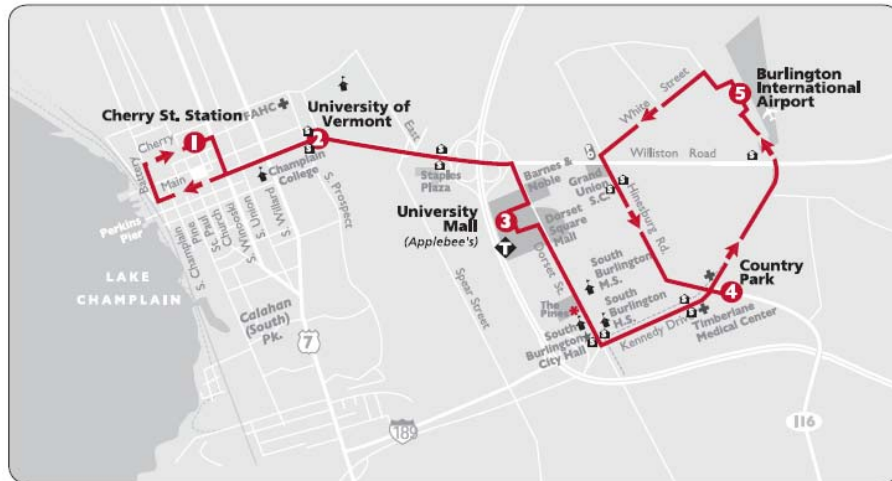 Cherry St. Station
1
Cherry
Battery
Main
Perkins
Pier
LAKE
CHAMPLAIN
S. Champlain
Pine
St. Paul
Church
S. Winooski
S. Union
S. Willard
FAHC
University of
Vermont
2
Champlain
College
S. Prospect
East
Calahan
(South)
Pk.
7
189
Staples
Plaza
Spear Street
University
Mall
(Applebee's)
3
T
Barnes &
Noble
Dorset
Square
Mall
Grand
Union
S.C.
Dorset St.
The
Pines
South
Burlington
City Hall
South
Burlington
M.S.
South
Burlington
H.S.
Hinesburg Rd.
Kennedy Drive
Timberlane
Medical Center
Country
Park
4
White Street
Williston Road
5
Burlington
International
Airport
116